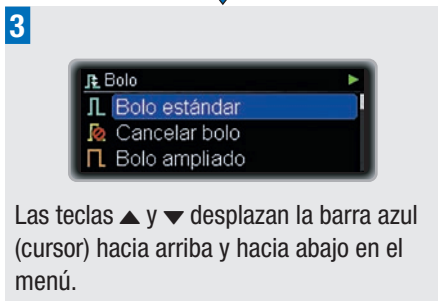 3
Bolo
Bolo estándar
Cancelar bolo
Bolo ampliado
Las teclas ▲ y ▼ desplazan la barra azul
(cursor) hacia arriba y hacia abajo en el
menú.